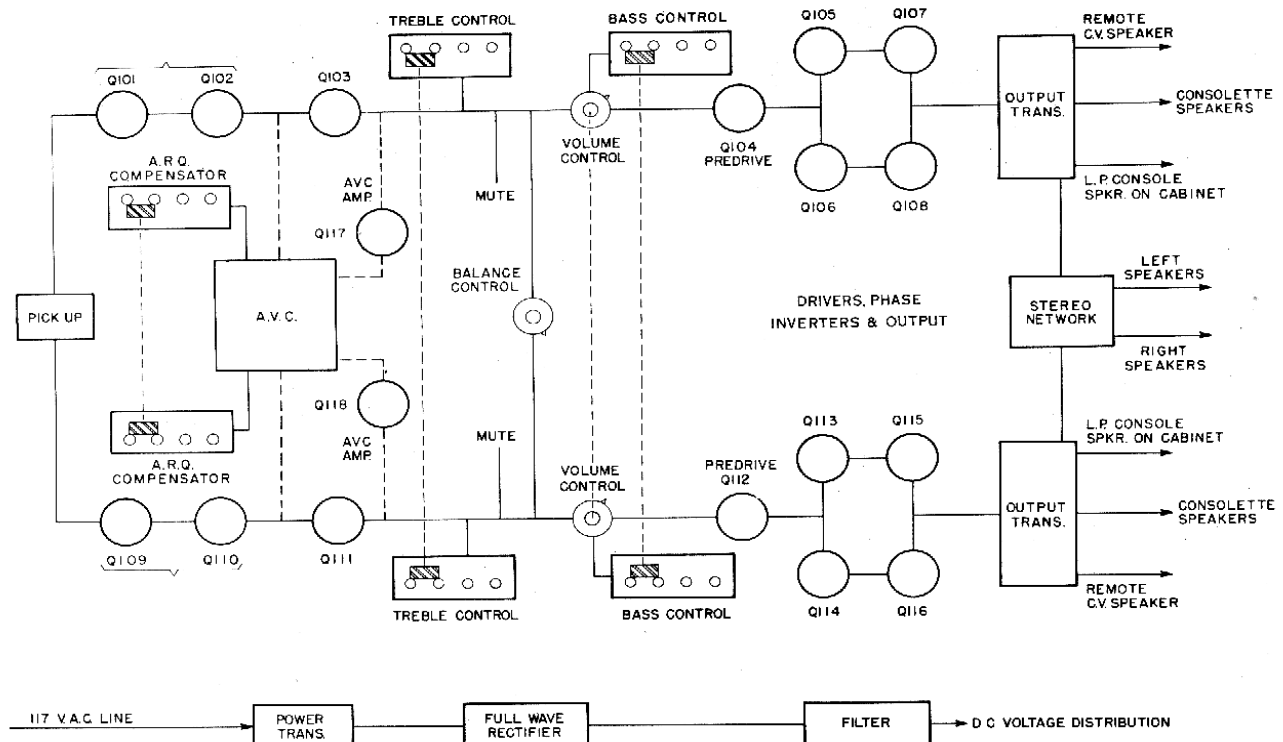 TREBLE CONTROL
BASS CONTROL
Q105
Q107
REMOTE
C.V. SPEAKER
Q101
Q102
Q103
OUTPUT
TRANS.
CONSOLETTE
SPEAKERS
VOLUME
CONTROL
Q104
PREDRIVE
A.R.Q.
COMPENSATOR
AVC
AMP.
MUTE
L.P. CONSOLE
SPKR. ON CABINET
Q106
Q108
Q117
PICK UP
A.V.C.
BALANCE
CONTROL
DRIVERS, PHASE
INVERTERS & OUTPUT
STEREO
NETWORK
LEFT
SPEAKERS
RIGHT
SPEAKERS
Q118
AVC
AMP.
MUTE
A.R.Q.
COMPENSATOR
VOLUME
CONTROL
PREDRIVE
Q112
Q113
Q115
L.P. CONSOLE
SPKR. ON CABINET
OUTPUT
TRANS.
CONSOLETTE
SPEAKERS
Q109
Q110
Q111
TREBLE CONTROL
BASS CONTROL
Q114
Q116
REMOTE
C.V. SPEAKER
117 V.A.C. LINE
POWER
TRANS.
FULL WAVE
RECTIFIER
FILTER
D C VOLTAGE DISTRIBUTION